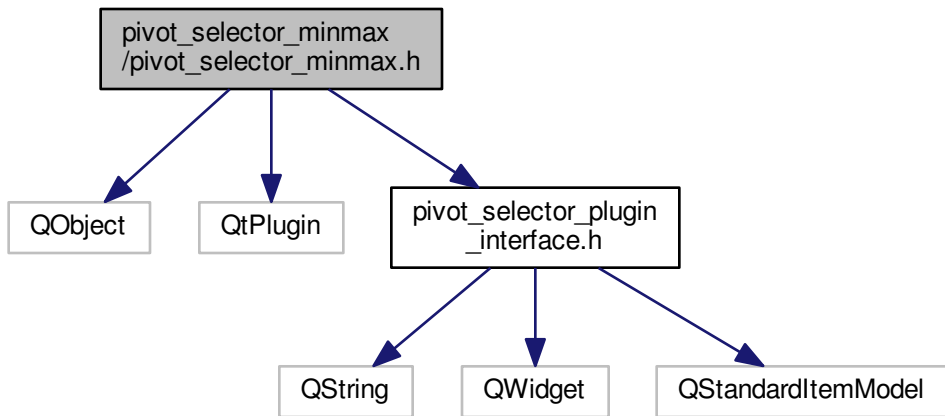 pivot_selector_minmax
/pivot_selector_minmax.h
QObject
QtPlugin
pivot_selector_plugin
_interface.h
QString
QWidget
QStandardItemModel